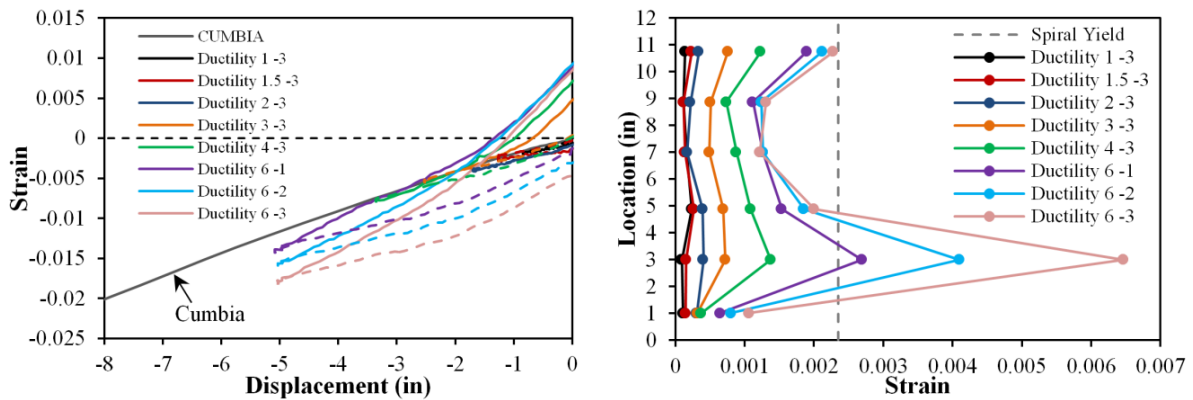 0.015
0.01
0.005
0
-0.005
-0.01
-0.015
-0.02
-0.025
Strain
CUMBIA
Ductility 1 -3
Ductility 1.5 -3
Ductility 2 -3
Ductility 3 -3
Ductility 4 -3
Ductility 6 -1
Ductility 6 -2
Ductility 6 -3
Cumbia
-8 -7 -6 -5 -4 -3 -2 -1 0
Displacement (in)
12
11
10
9
8
7
6
5
4
3
2
1
0
Location (in)
Spiral Yield
Ductility 1 -3
Ductility 1.5 -3
Ductility 2 -3
Ductility 3 -3
Ductility 4 -3
Ductility 6 -1
Ductility 6 -2
Ductility 6 -3
0 0.001 0.002 0.003 0.004 0.005 0.006 0.007
Strain